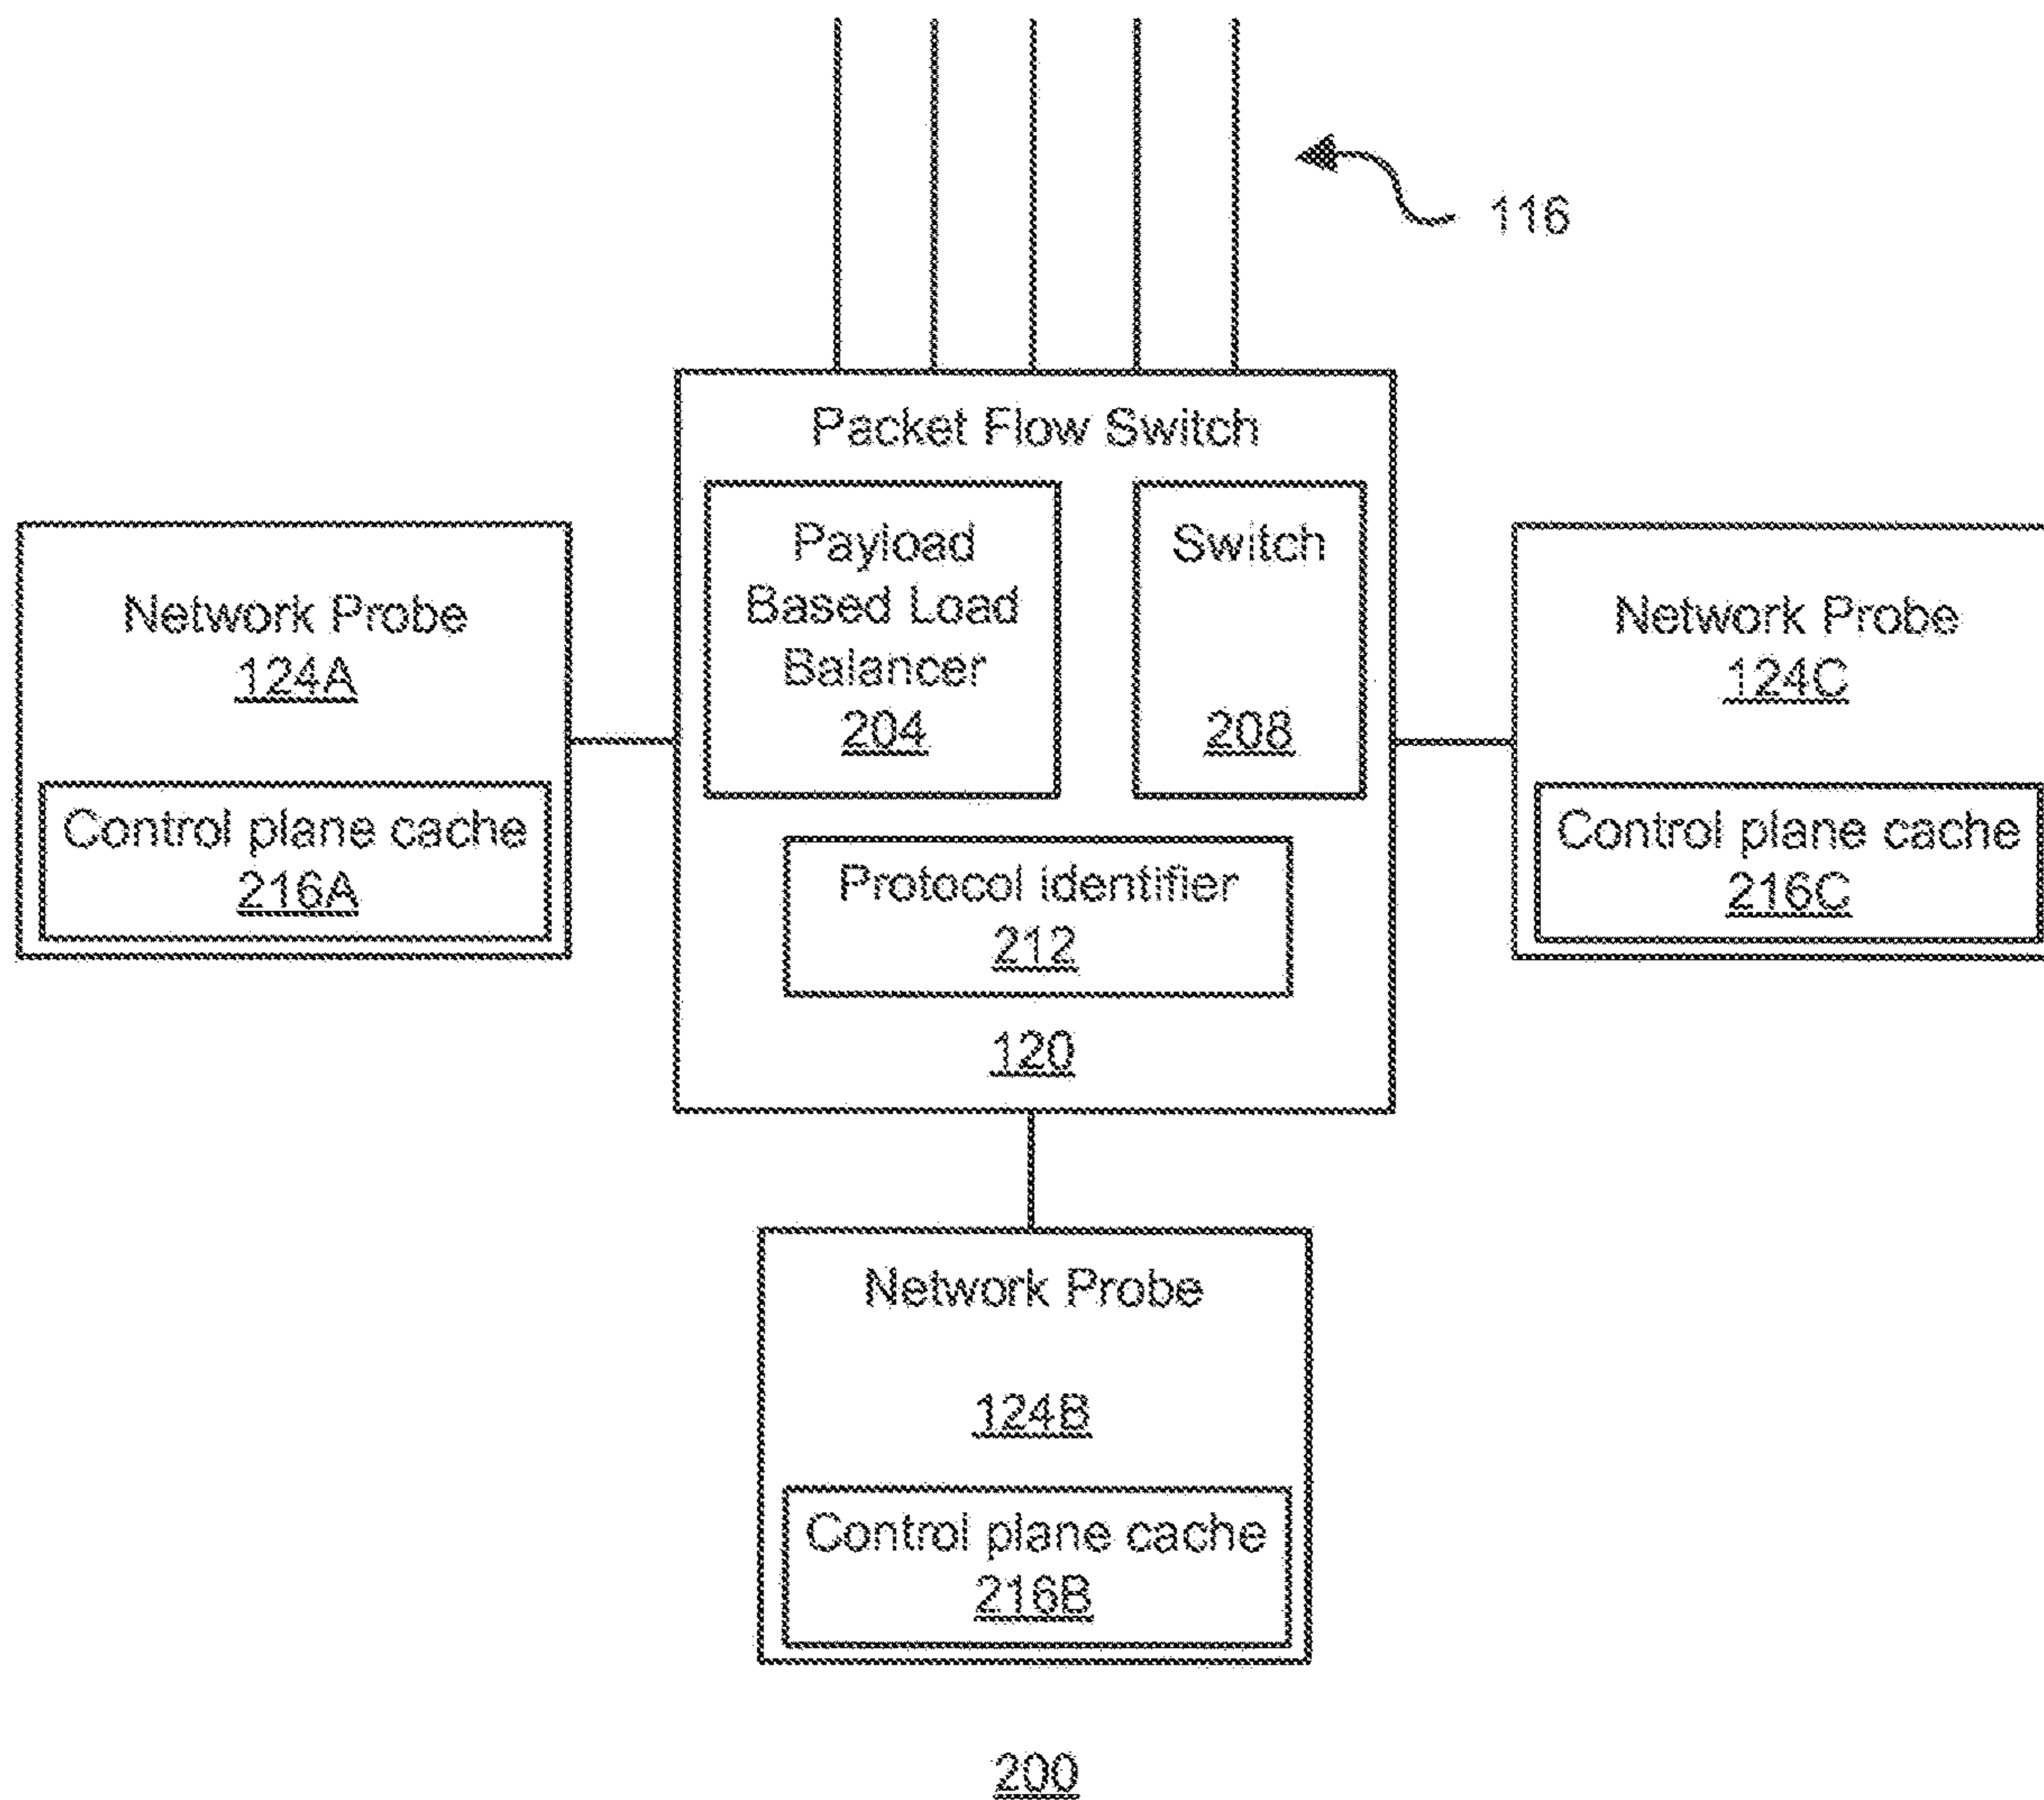 116
Packet Flow Switch
Payload
Based Load
Balancer
204
Switch
208
Protocol identifier
212
120
Network Probe
124A
Control plane cache
216A
Network Probe
124C
Control plane cache
216C
Network Probe
124B
Control plane cache
216B
200